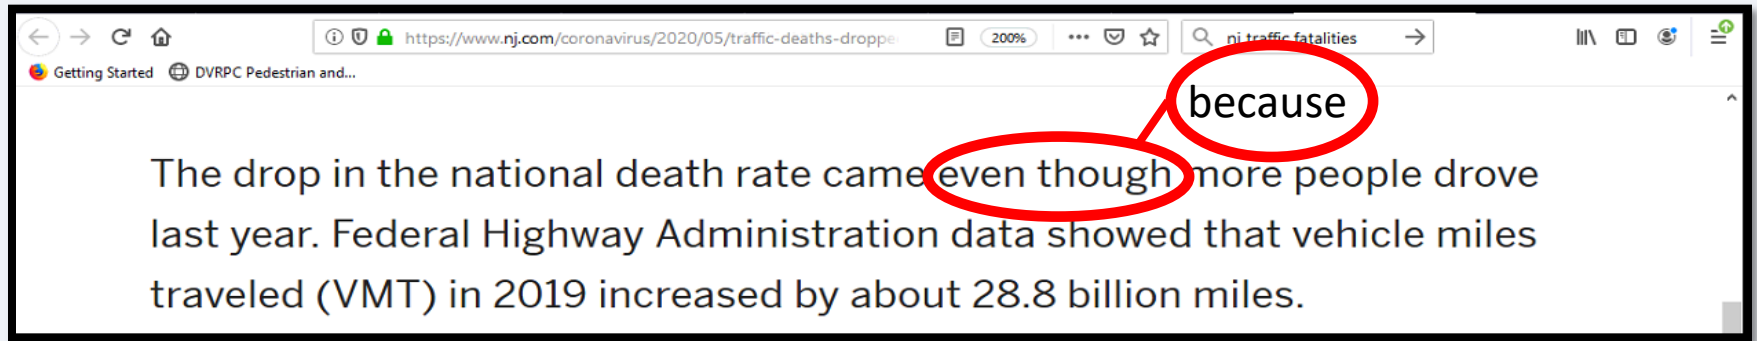 https://www.nj.com/coronavirus/2020/05/traffic-deaths-droppe
200%
nj traffic fatalities
Getting Started
DVRPC Pedestrian and...
because
The drop in the national death rate came even though more people drove
last year. Federal Highway Administration data showed that vehicle miles
traveled (VMT) in 2019 increased by about 28.8 billion miles.